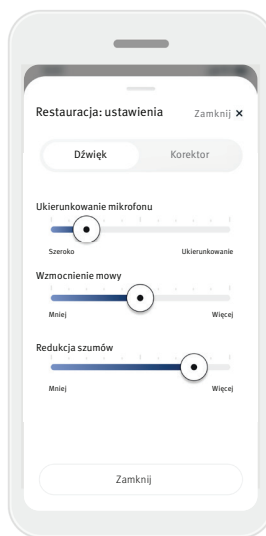 Restauracja: ustawienia Zamknij ×
Dźwięk Korektor
Ukierunkowanie mikrofonu
Szeroko Ukierunkowanie
Wzmocnienie mowy
Mniej Więcej
Redukcja szumów
Mniej Więcej
Zamknij